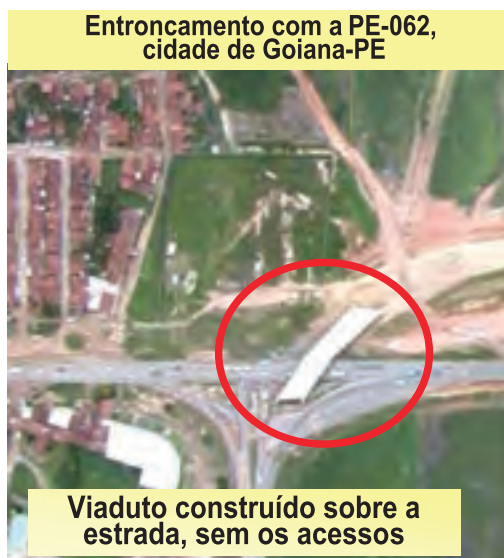 Entroncamento com a PE-062,
cidade de Goiana-PE
Viaduto construído sobre a
estrada, sem os acessos